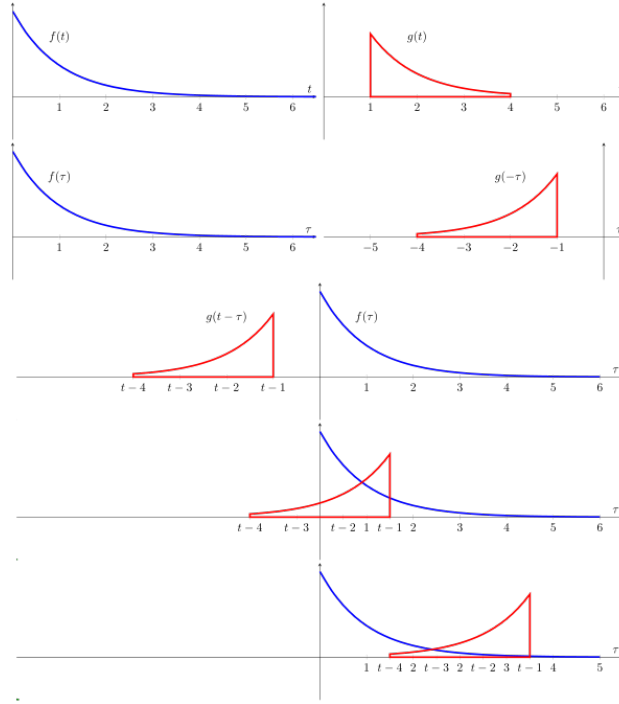 f(t) t g(t)
1 2 3 4 5 6 1 2 3 4 5 6
f(τ) τ g(−τ) τ
1 2 3 4 5 6 −5 −4 −3 −2 −1
g(t − τ) f(τ) τ
t − 4 t − 3 t − 2 t − 1 1 2 3 4 5 6
τ
t − 4 t − 3 t − 2 1 t − 1 2 3 4 5 6
τ
1 t − 4 2 t − 3 2 t − 2 3 t − 1 4 5